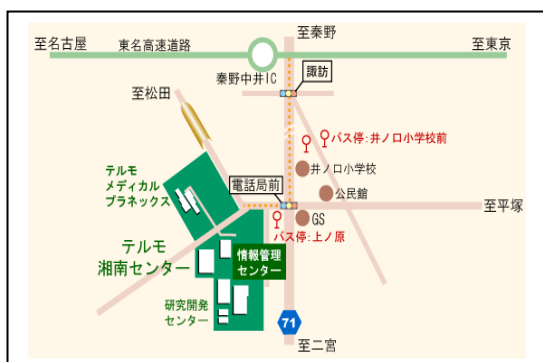 至秦野
至名古屋
東名高速道路
至東京
秦野中井IC
諏訪
至松田
バス停:井ノ口小学校前
井ノ口小学校
テルモ
メディカル
プラネックス
電話局前
公民館
至平塚
GS
バス停:上ノ原
テルモ
湘南センター
情報管理
センター
研究開発
センター
71
至二宮